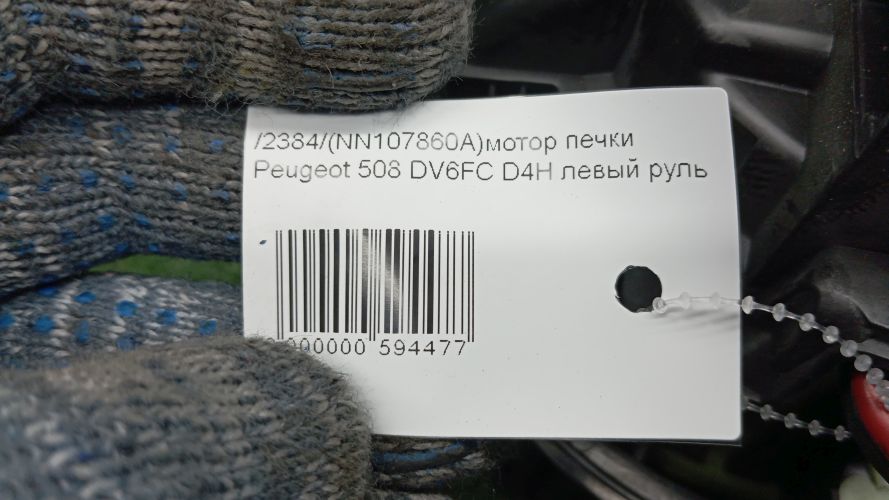 /2384/(NN107860A)мотор печки
Peugeot 508 DV6FC D4H левый руль
000000 594477